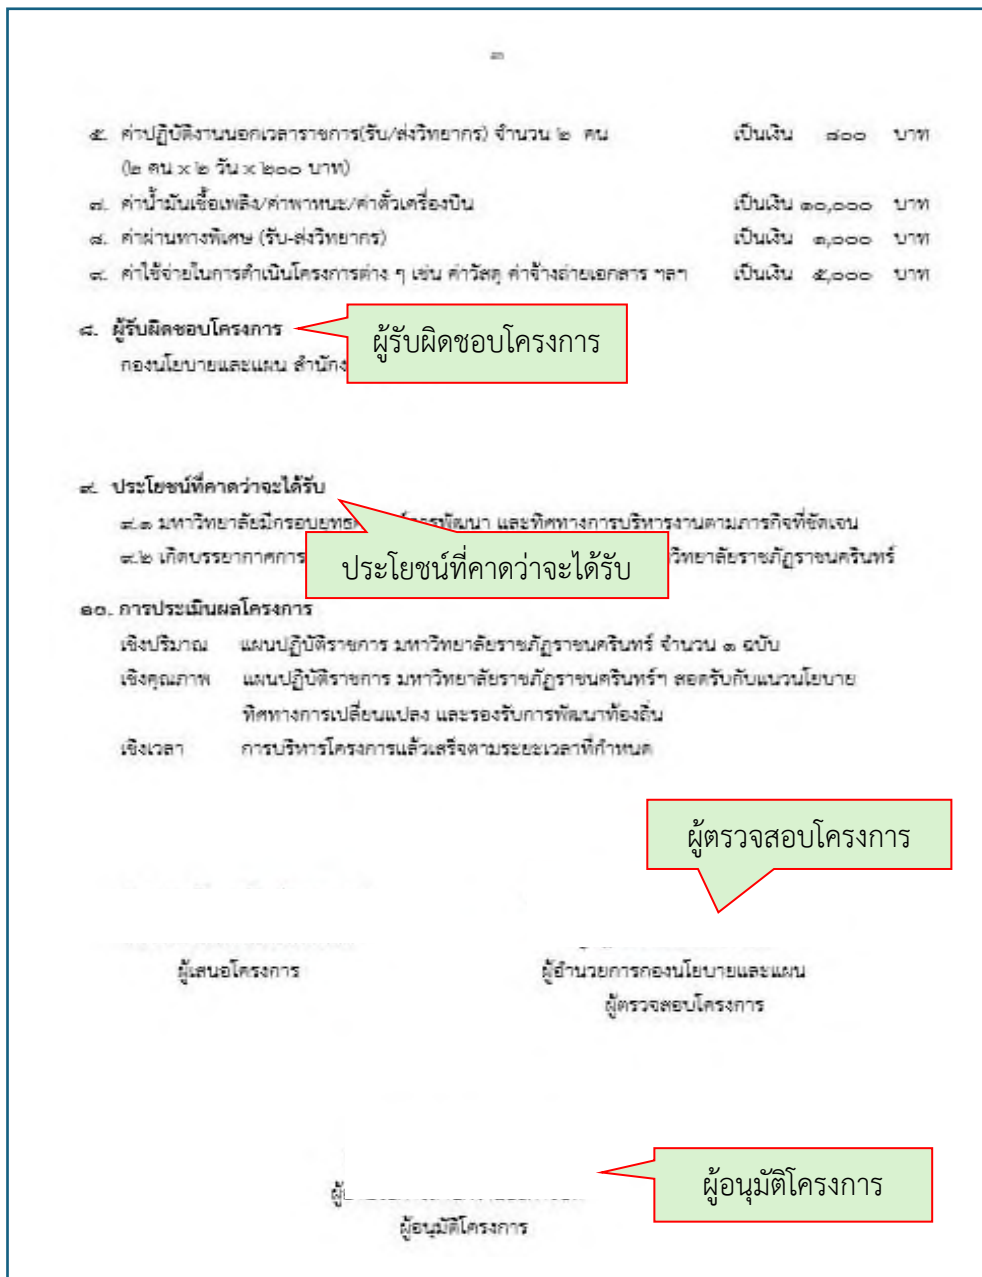 ๓
๕. ค่าปฏิบัติงานนอกเวลาราชการ(รับ/ส่งวิทยากร) จำนวน ๒ คน เป็นเงิน ๘๐๐ บาท
(๒ คน x ๒ วัน x ๒๐๐ บาท)
๗. ค่าน้ำมันเชื้อเพลิง/ค่าพาหนะ/ค่าตั๋วเครื่องบิน เป็นเงิน ๑๐,๐๐๐ บาท
๘. ค่าผ่านทางพิเศษ (รับ-ส่งวิทยากร) เป็นเงิน ๑,๐๐๐ บาท
๙. ค่าใช้จ่ายในการดำเนินโครงการต่าง ๆ เช่น ค่าวัสดุ ค่าจ้างถ่ายเอกสาร ฯลฯ เป็นเงิน ๕,๐๐๐ บาท
๘. ผู้รับผิดชอบโครงการ
ผู้รับผิดชอบโครงการ
กองนโยบายและแผน สำนักง
๙. ประโยชน์ที่คาดว่าจะได้รับ
๙.๑ มหาวิทยาลัยมีกรอบยุทธ การพัฒนา และทิศทางการบริหารงานตามภารกิจที่ชัดเจน
๙.๒ เกิดบรรยากาศการ วิทยาลัยราชภัฏราชนครินทร์
ประโยชน์ที่คาดว่าจะได้รับ
๑๐. การประเมินผลโครงการ
เชิงปริมาณ แผนปฏิบัติราชการ มหาวิทยาลัยราชภัฏราชนครินทร์ จำนวน ๑ ฉบับ
เชิงคุณภาพ แผนปฏิบัติราชการ มหาวิทยาลัยราชภัฏราชนครินทร์ฯ สอดรับกับแนวนโยบาย
ทิศทางการเปลี่ยนแปลง และรองรับการพัฒนาท้องถิ่น
เชิงเวลา การบริหารโครงการแล้วเสร็จตามระยะเวลาที่กำหนด
ผู้ตรวจสอบโครงการ
ผู้เสนอโครงการ ผู้อำนวยการกองนโยบายและแผน
ผู้ตรวจสอบโครงการ
ผู้อนุมัติโครงการ
ผู้อนุมัติโครงการ